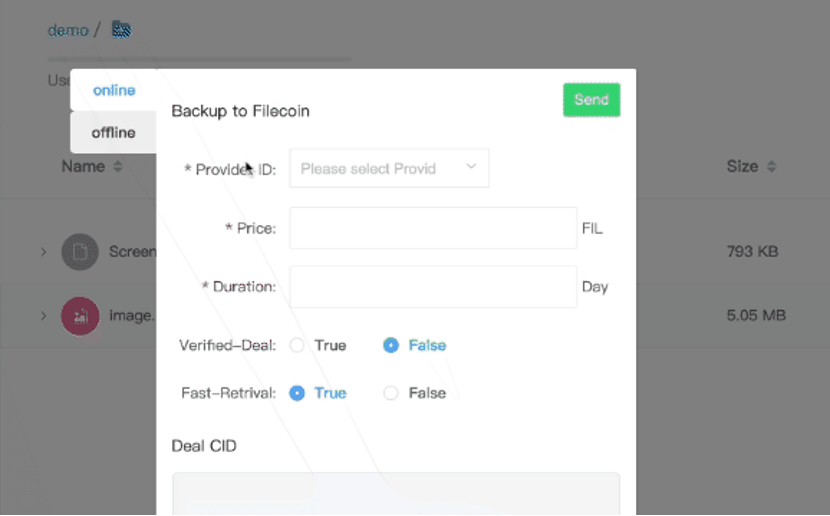 demo /
Use
online
Backup to Filecoin
Send
offline
Name
Size
* Provider ID:
Please select Provid
* Price:
FIL
Screen
793 KB
* Duration:
Day
image.
5.05 MB
Verified-Deal:
True
False
Fast-Retrival:
True
False
Deal CID